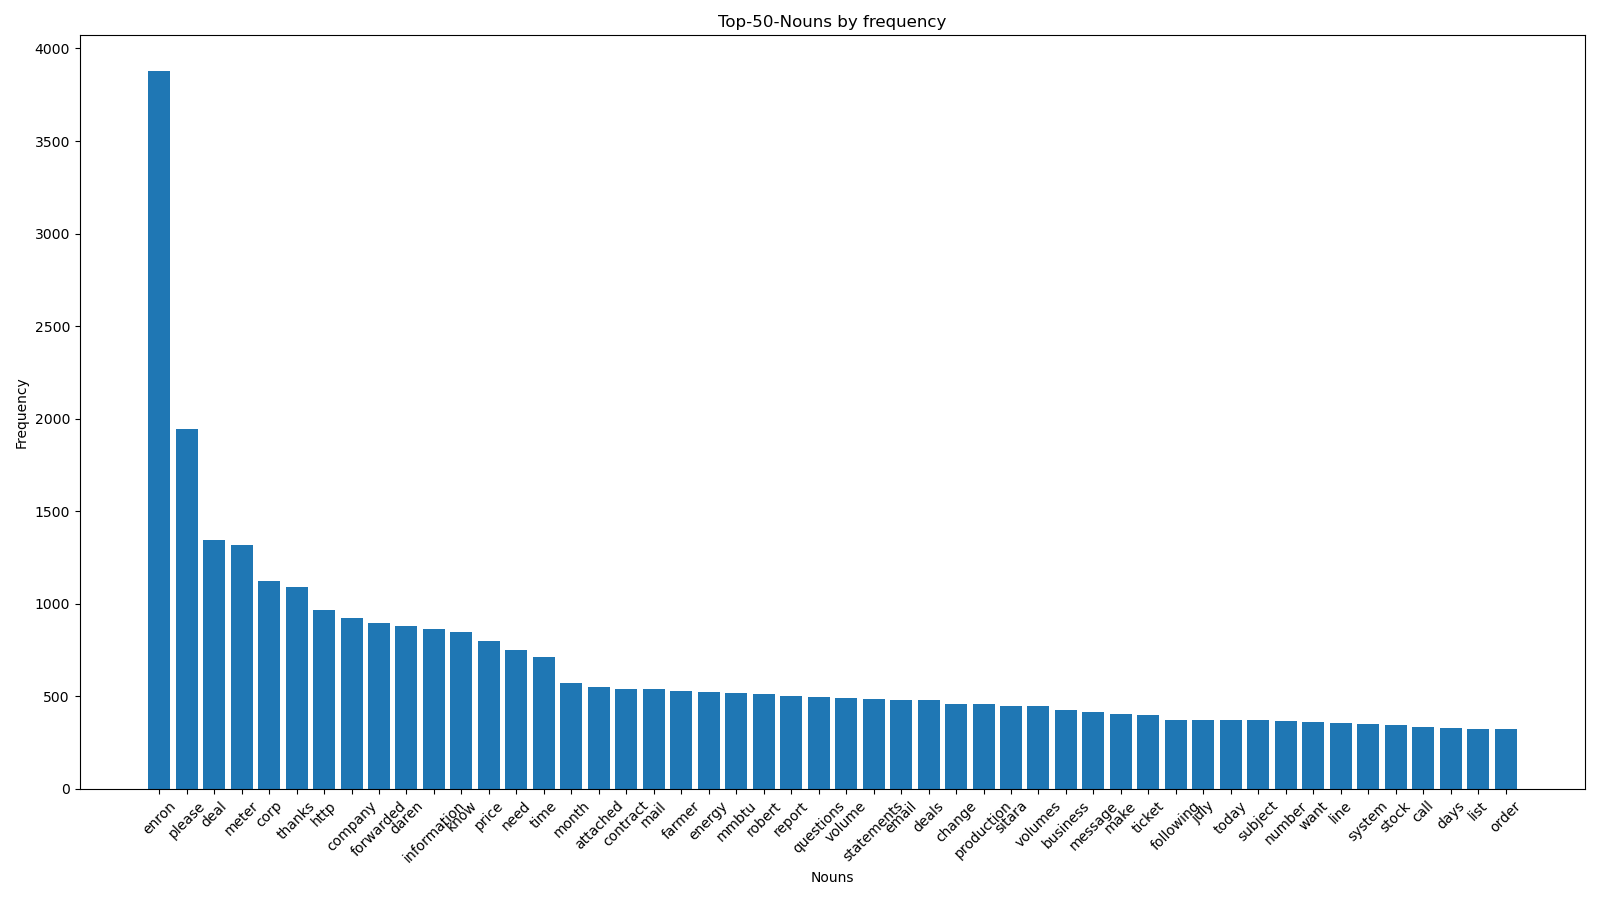 Top-50-Nouns by frequency
4000
3500
3000
2500
2000
1500
1000
500
0
Frequency
enron
please
deal
meter
corp
thanks
http
company
forwarded
daren
information
know
price
need
time
month
attached
contract
mail
farmer
energy
mmbtu
robert
report
questions
volume
statements
email
deals
change
production
sitara
volumes
business
message
make
ticket
following
july
today
subject
number
want
line
system
stock
call
days
list
order
Nouns